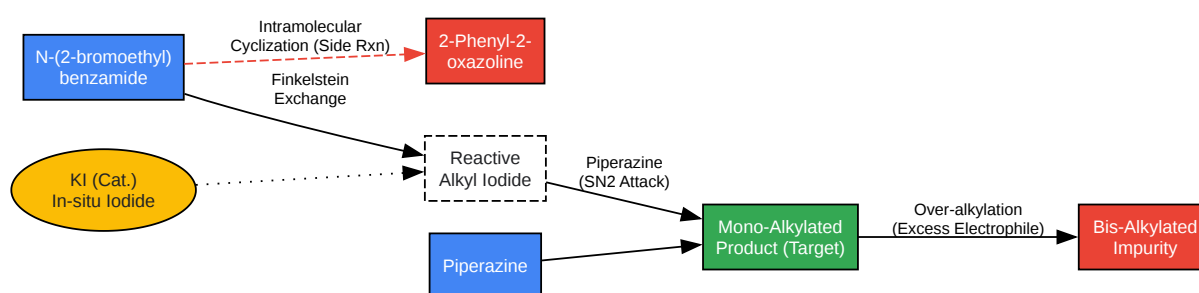 N-(2-bromoethyl)
benzamide
Intramolecular
Cyclization (Side Rxn)
2-Phenyl-2-
oxazoline
Finkelstein
Exchange
KI (Cat.)
In-situ Iodide
Reactive
Alkyl Iodide
Piperazine
(SN2 Attack)
Piperazine
Mono-Alkylated
Product (Target)
Over-alkylation
(Excess Electrophile)
Bis-Alkylated
Impurity